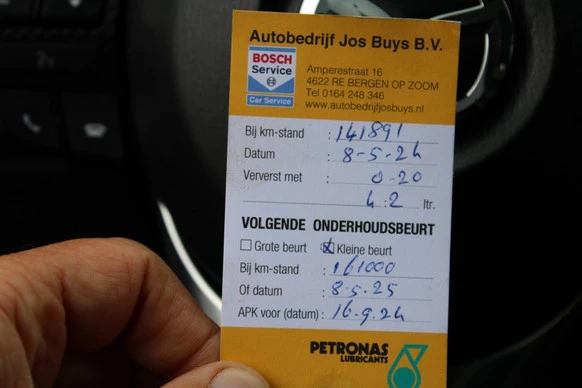 Autobedrijf Jos Buys B.V.
BOSCH
Service
Car Service
Amperestraat 16
4622 RE BERGEN OP ZOOM
Tel 0164 248 346
www.autobedrijfjosbuys.nl
Bij km-stand : 141891
Datum : 8-5-24
Ververst met : 0-20
4:2 ltr.
VOLGENDE ONDERHOUDSBEURT
Grote beurt Kleine beurt
Bij km-stand : 161000
Of datum : 8-5-25
APK voor (datum) : 16-9-24
PETRONAS
LUBRICANTS